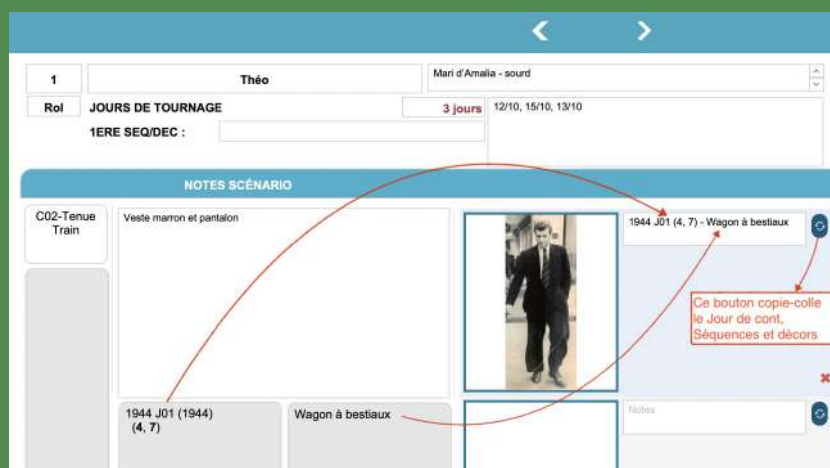 1
Théo
Mari d'Amalia - sourd
Rol
JOURS DE TOURNAGE
3 jours
12/10, 15/10, 13/10
1ERE SEQ/DEC :
NOTES SCÉNARIO
C02-Tenue
Train
Veste marron et pantalon
1944 J01 (4, 7) - Wagon à bestiaux
Ce bouton copie-colle
le Jour de cont,
Séquences et décors
1944 J01 (1944)
(4, 7)
Wagon à bestiaux
Notes